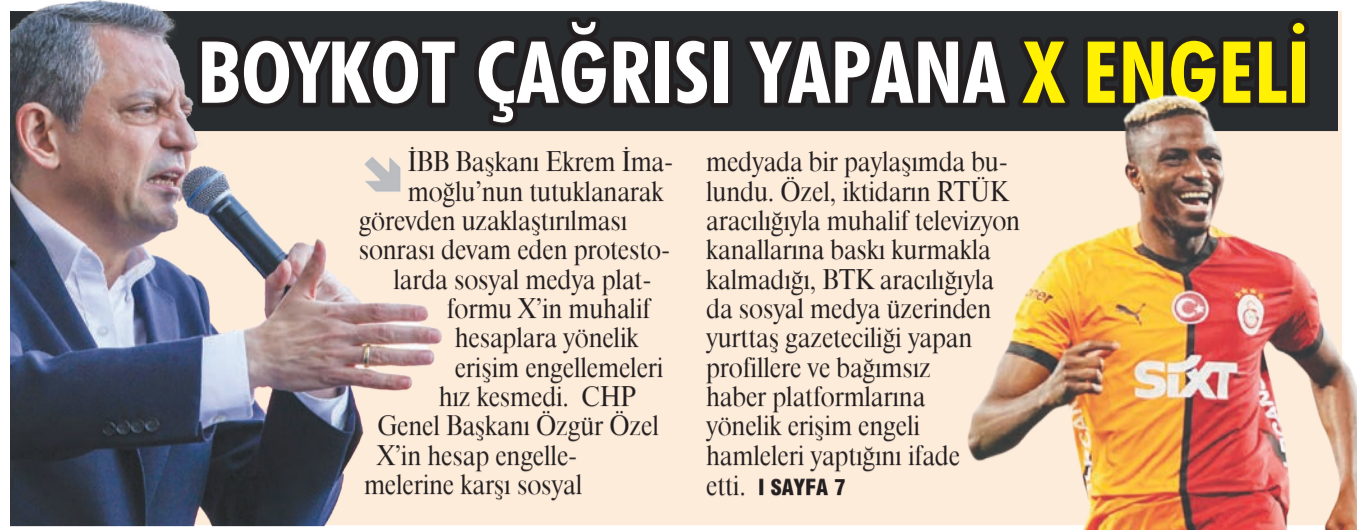 BOYKOT ÇAĞRISI YAPANA X ENGELİ
İBB Başkanı Ekrem İma-
moğlu’nun tutuklanarak
görevden uzaklaştırılması
sonrası devam eden protesto-
larda sosyal medya plat-
formu X’in muhalif
hesaplara yönelik
erişim engellemeleri
hız kesmedi. CHP
Genel Başkanı Özgür Özel
X’in hesap engelle-
melerine karşı sosyal
medyada bir paylaşımda bu-
lundu. Özel, iktidarın RTÜK
aracılığıyla muhalif televizyon
kanallarına baskı kurmakla
kalmadığı, BTK aracılığıyla
da sosyal medya üzerinden
yurttaş gazeteciliği yapan
profillere ve bağımsız
haber platformlarına
yönelik erişim engeli
hamleleri yaptığını ifade
etti. I SAYFA 7
SIXT